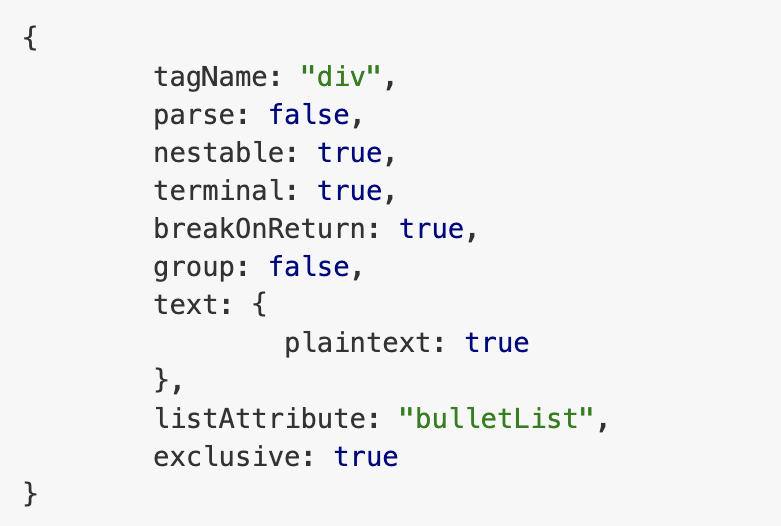 {
        tagName: "div",
        parse: false,
        nestable: true,
        terminal: true,
        breakOnReturn: true,
        group: false,
        text: {
                plaintext: true
        },
        listAttribute: "bulletList",
        exclusive: true
}